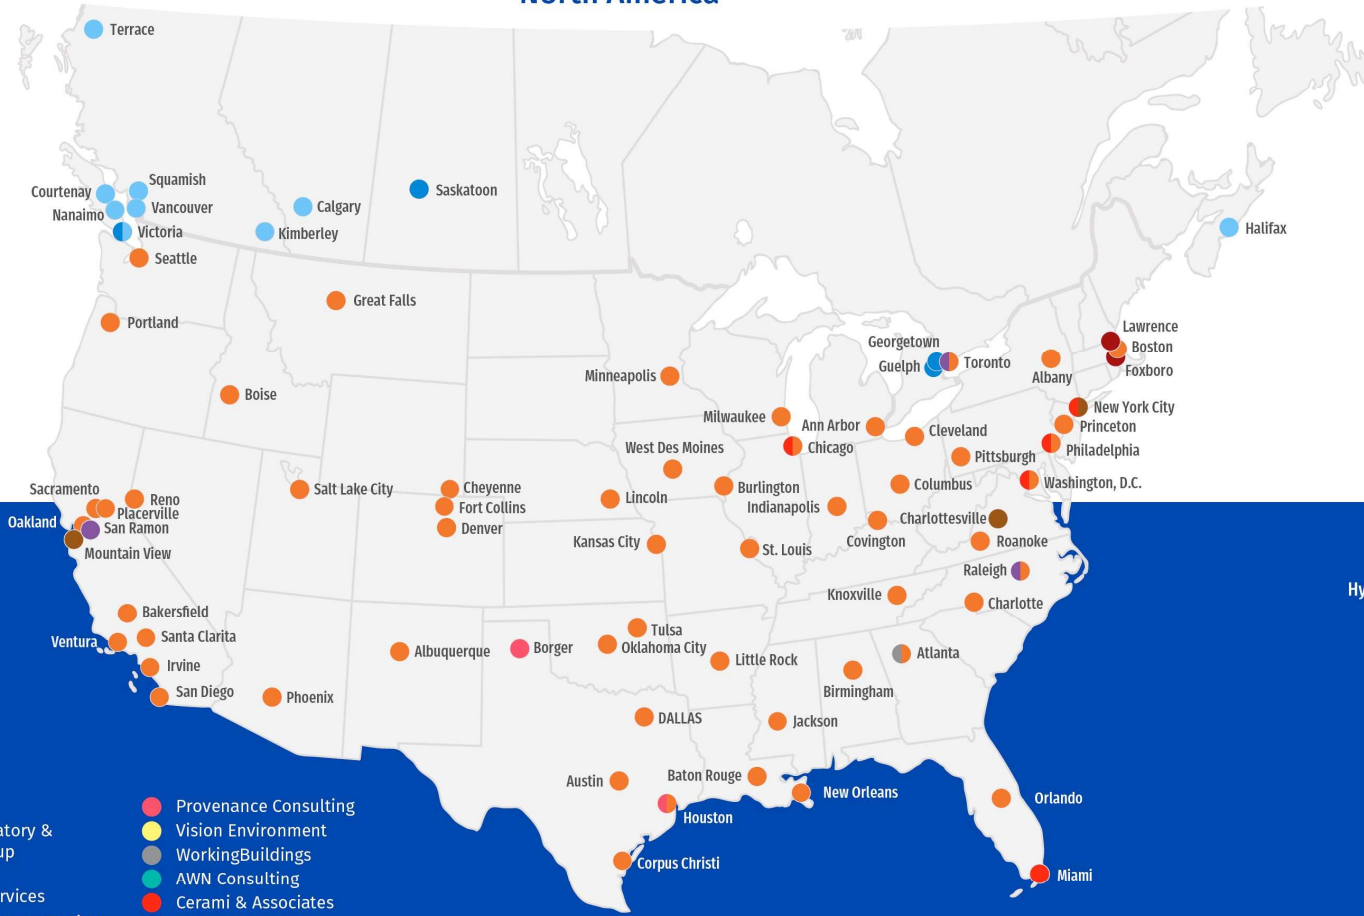 North America
Terrace
Squamish
Courtenay
Saskatoon
Vancouver
Nanaimo
Calgary
Victoria
Kimberley
Halifax
Seattle
Great Falls
Portland
Lawrence
Georgetown
Boston
Guelph
Toronto
Foxboro
Minneapolis
Albany
Boise
New York City
Milwaukee
Ann Arbor
Princeton
Cleveland
West Des Moines
Chicago
Philadelphia
Pittsburgh
Washington, D.C.
Sacramento
Salt Lake City
Cheyenne
Burlington
Columbus
Reno
Lincoln
Fort Collins
Indianapolis
Placerville
Oakland
San Ramon
Denver
Charlottesville
Mountain View
Kansas City
St. Louis
Covington
Roanoke
Raleigh
Knoxville
Charlotte
Bakersfield
Santa Clarita
Ventura
Tulsa
Albuquerque
Borger
Oklahoma City
Little Rock
Atlanta
Irvine
San Diego
Birmingham
Phoenix
DALLAS
Jackson
Austin
Baton Rouge
New Orleans
Orlando
Houston
Corpus Christi
Miami
Hy
Provenance Consulting
Vision Environment
WorkingBuildings
AWN Consulting
Cerami & Associates
atory &
up
rvices